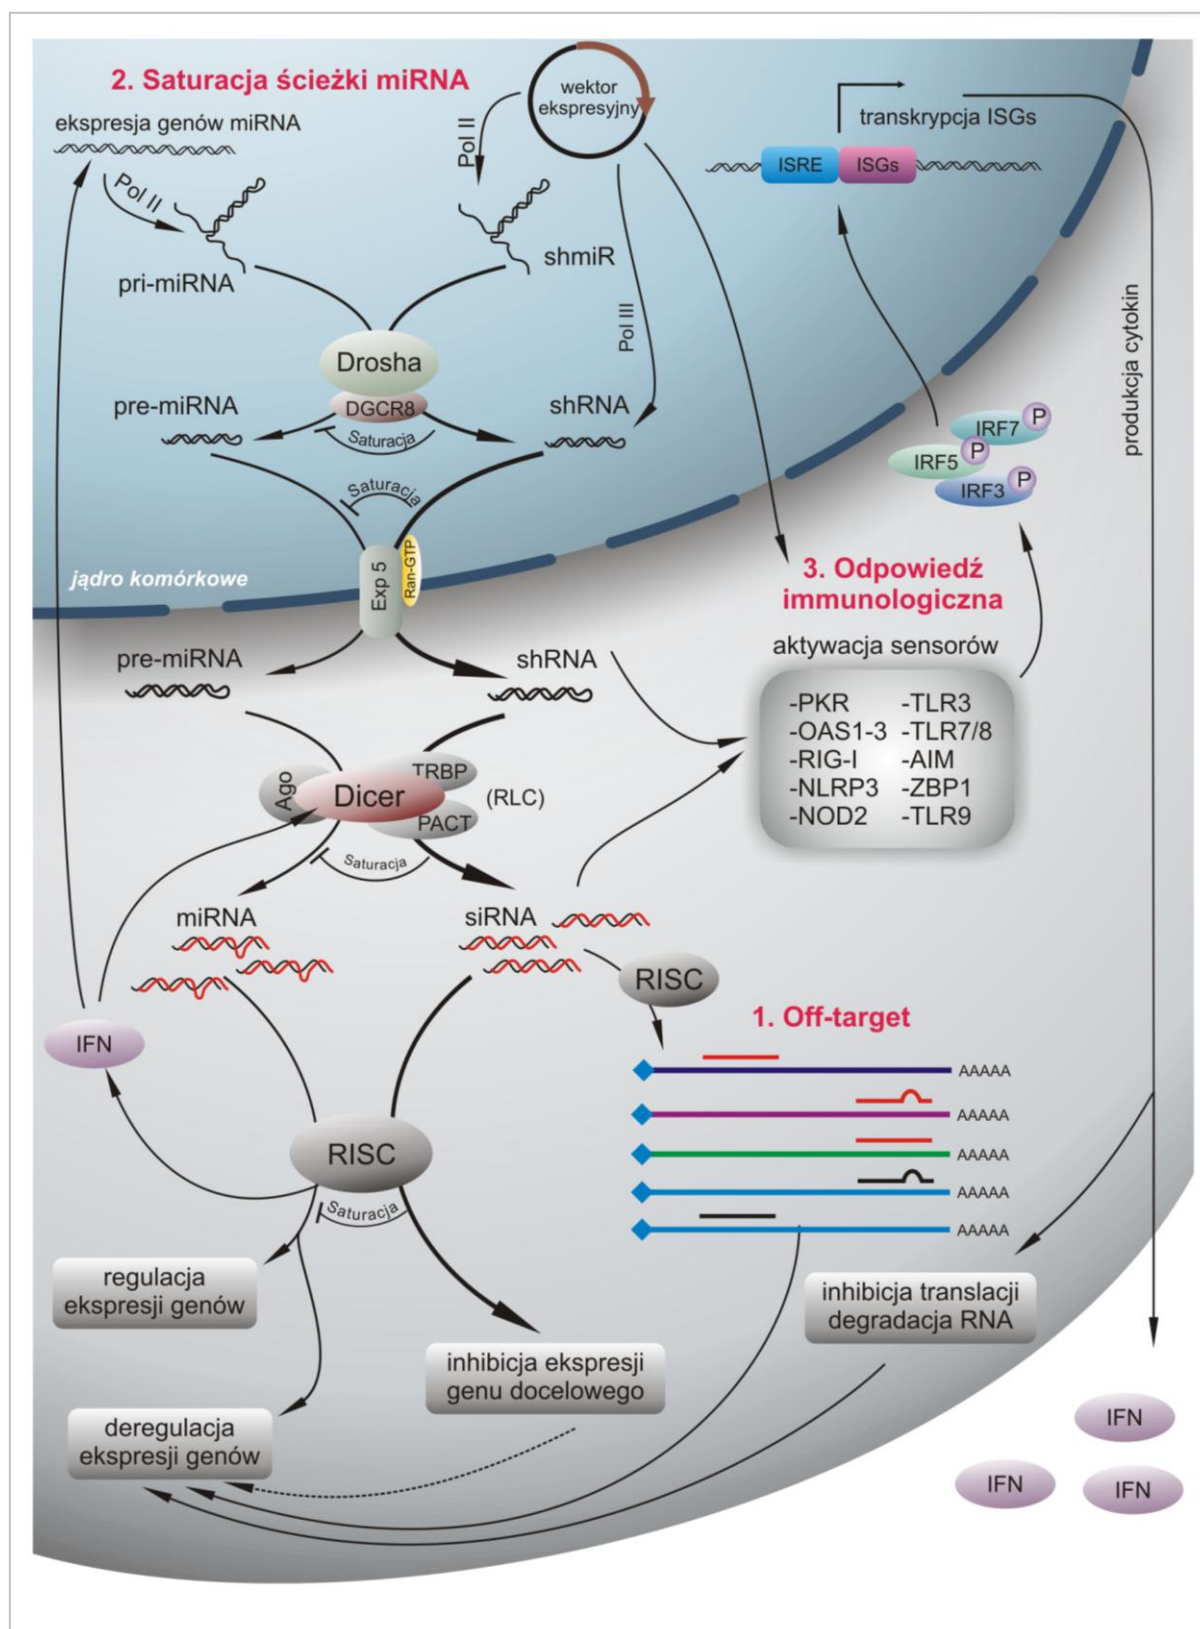 2. Saturacja ścieżki miRNA
ekspresja genów miRNA
Pol II
pri-miRNA
wektor
ekspresyjny
Pol II
shmiR
Pol III
transkrypcja ISGs
ISRE
ISGs
produkcja cytokin
Drosha
DGCR8
pre-miRNA
shRNA
Saturacja
Saturacja
IRF7
P
IRF5
P
IRF3
P
jądro komórkowe
Exp 5
Ran-GTP
3. Odpowiedź
immunologiczna
aktywacja sensorów
-PKR
-OAS1-3
-RIG-I
-NLRP3
-NOD2
-TLR3
-TLR7/8
-AIM
-ZBP1
-TLR9
pre-miRNA
shRNA
Ago
Dicer
TRBP
PACT
(RLC)
Saturacja
miRNA
siRNA
RISC
IFN
1. Off-target
AAAAA
AAAAA
AAAAA
AAAAA
AAAAA
RISC
Saturacja
regulacja
ekspresji genów
inhibicja translacji
degradacja RNA
inhibicja ekspresji
genu docelowego
deregulacja
ekspresji genów
IFN
IFN
IFN